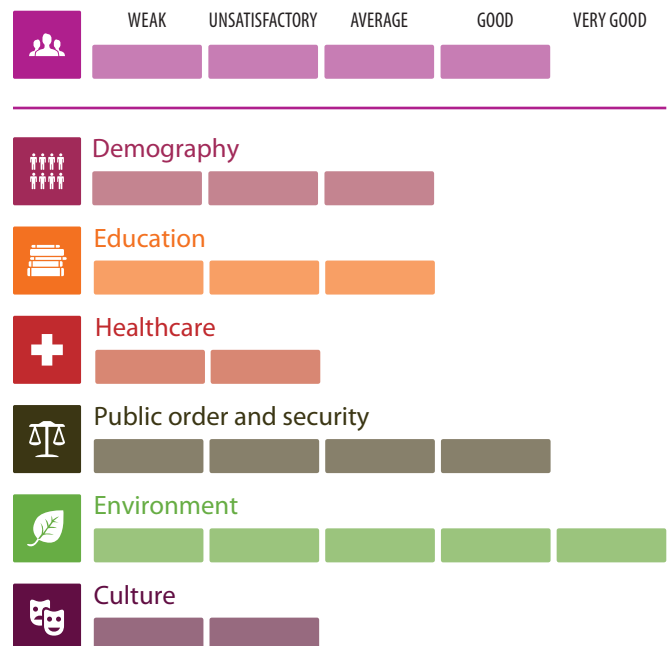 WEAK UNSATISFACTORY AVERAGE GOOD VERY GOOD
Demography
Education
Healthcare
Public order and security
Environment
Culture